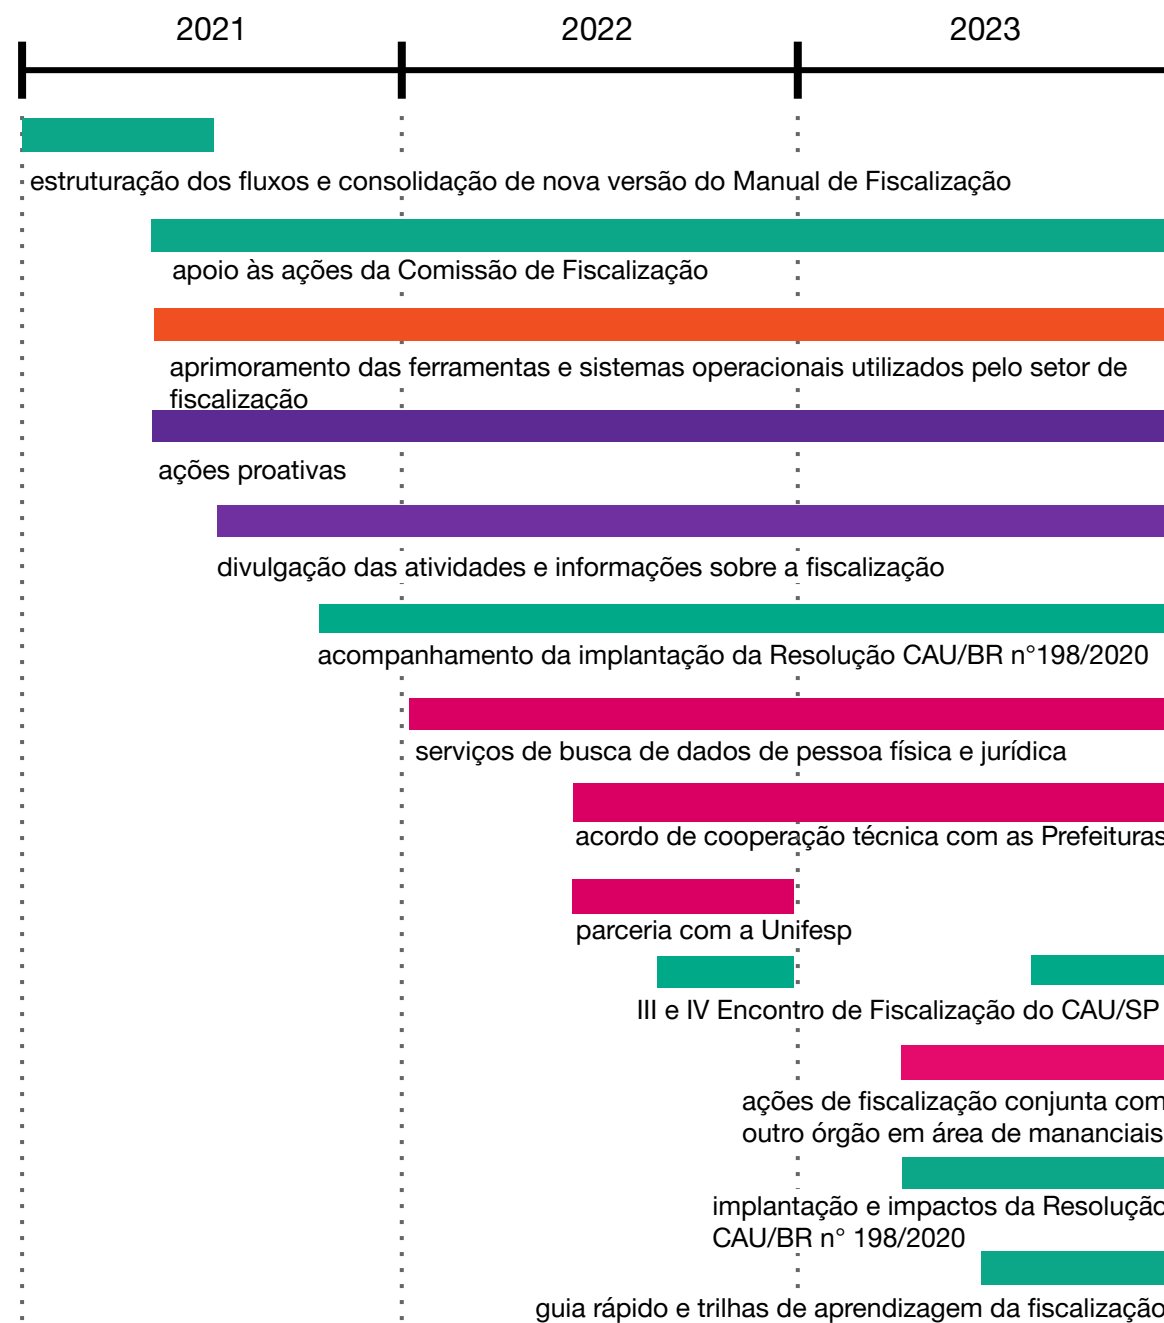 2021 2022 2023
estruturação dos fluxos e consolidação de nova versão do Manual de Fiscalização
apoio às ações da Comissão de Fiscalização
aprimoramento das ferramentas e sistemas operacionais utilizados pelo setor de
fiscalização
ações proativas
divulgação das atividades e informações sobre a fiscalização
acompanhamento da implantação da Resolução CAU/BR n°198/2020
serviços de busca de dados de pessoa física e jurídica
acordo de cooperação técnica com as Prefeituras
parceria com a Unifesp
III e IV Encontro de Fiscalização do CAU/SP
ações de fiscalização conjunta com
outro órgão em área de mananciais
implantação e impactos da Resolução
CAU/BR n° 198/2020
guia rápido e trilhas de aprendizagem da fiscalização